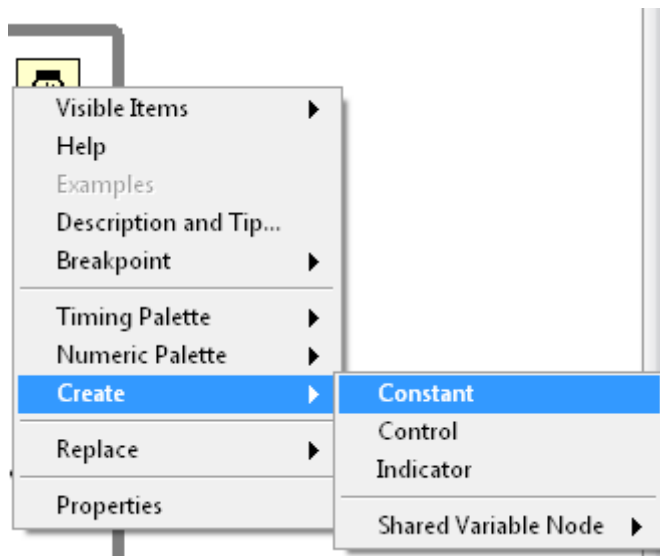 Visible Items
Help
Examples
Description and Tip...
Breakpoint
Timing Palette
Numeric Palette
Create
Replace
Properties
Constant
Control
Indicator
Shared Variable Node